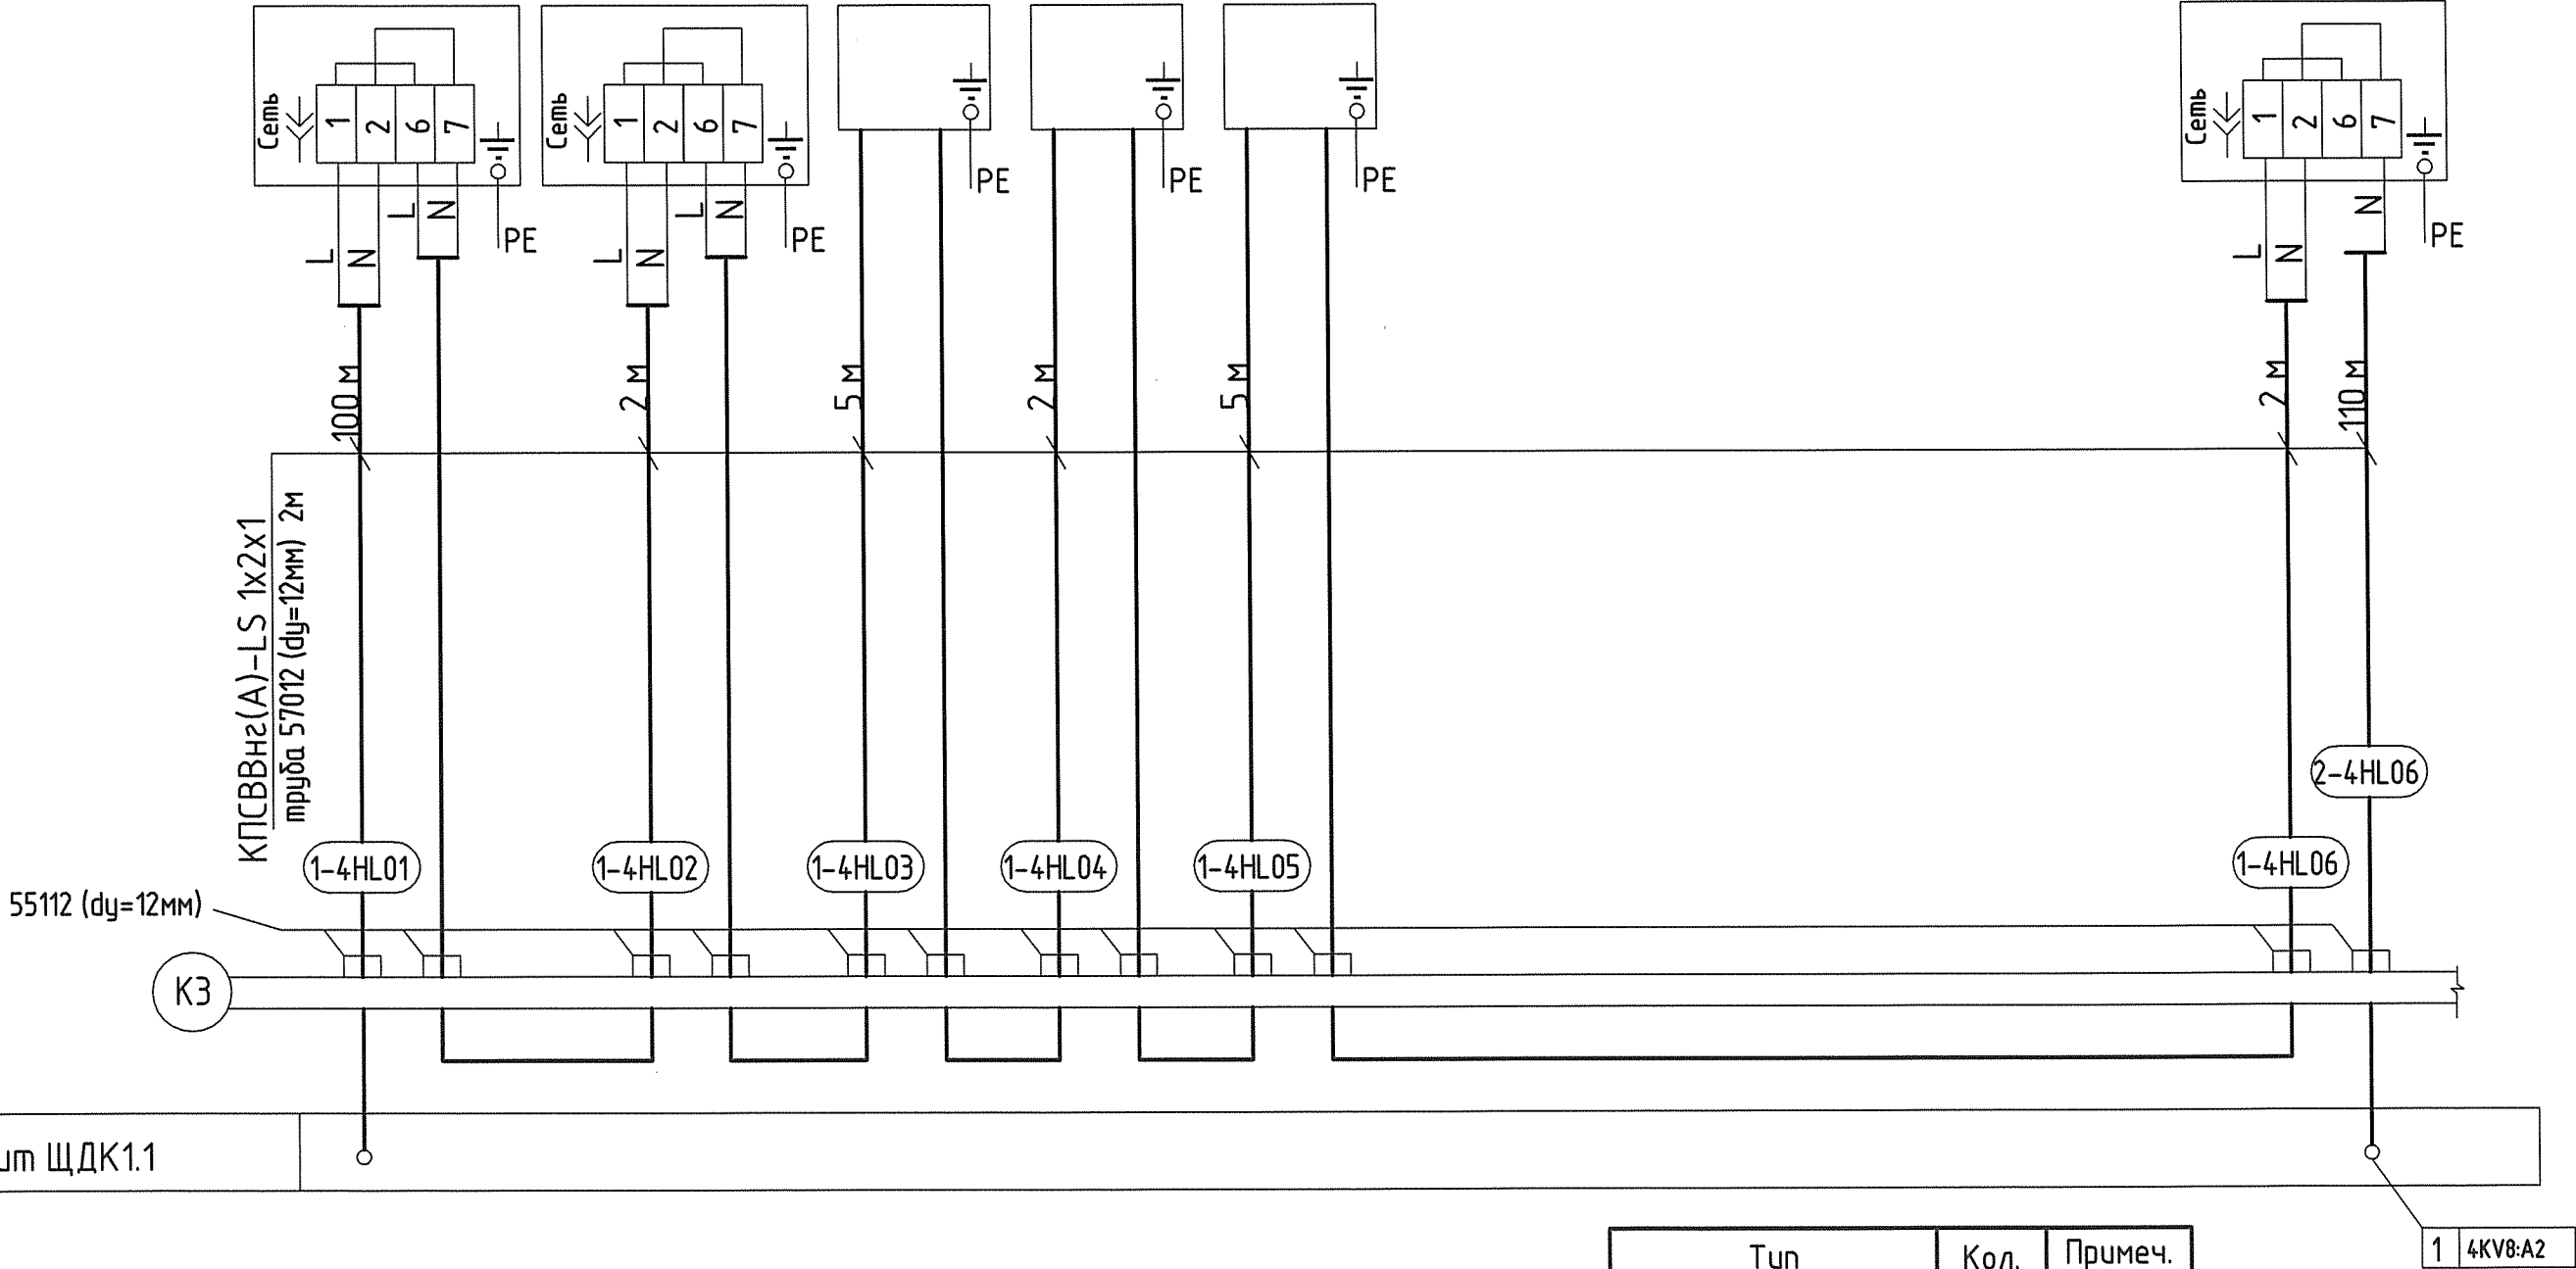 Сеть 1 2 6 7
L N L N PE
Сеть 1 2 6 7
L N L N PE
PE
PE
PE
Сеть 1 2 6 7
L N N PE
100 м
2 м
5 м
2 м
5 м
2 м
110 м
КПСВВнг(А)-LS 1х2х1
труба 57012 (dy=12мм) 2м
2-4HL06
1-4HL01
1-4HL02
1-4HL03
1-4HL04
1-4HL05
1-4HL06
55112 (dy=12мм)
К3
ит ЩДК1.1
Тип
Кол.
Примеч.
1 4KV8:A2